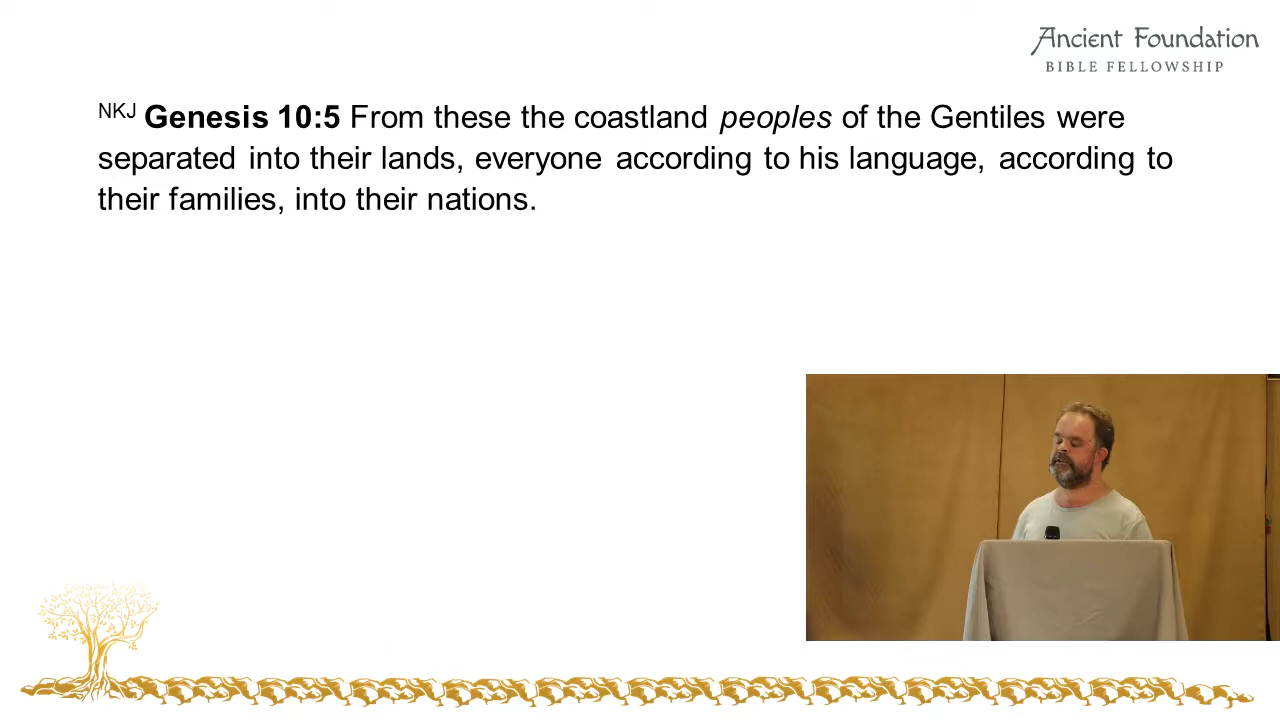 Ancient Foundation
BIBLE FELLOWSHIP
NKJ Genesis 10:5 From these the coastland peoples of the Gentiles were
separated into their lands, everyone according to his language, according to
their families, into their nations.